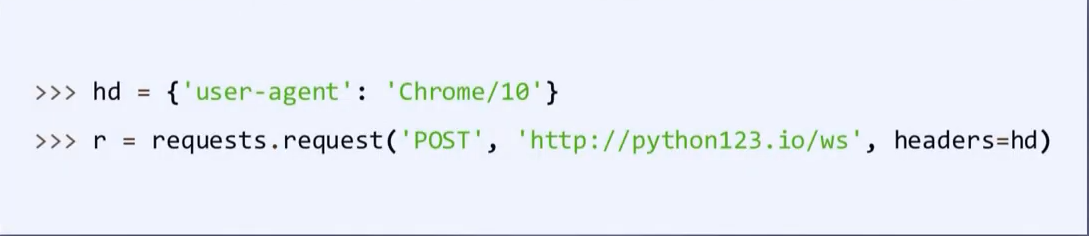 >>> hd = {'user-agent': 'Chrome/10'}
>>> r = requests.request('POST', 'http://python123.io/ws', headers=hd)